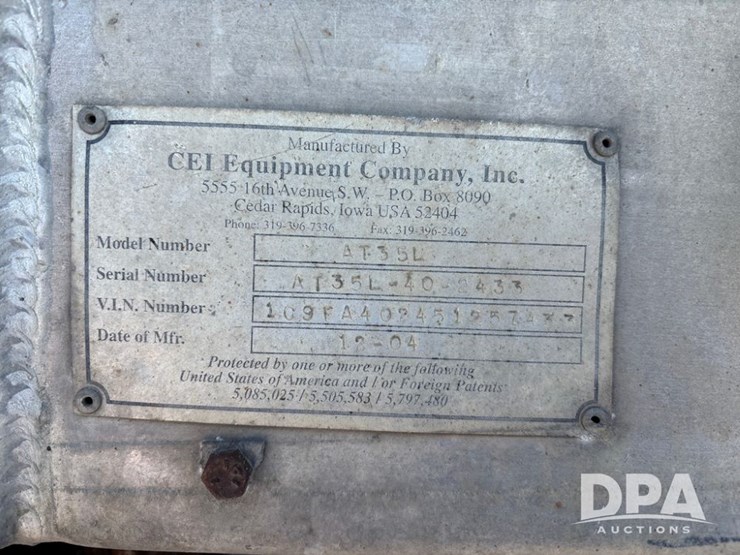 Manufactured By
CEI Equipment Company, Inc.
5555 16th Avenue, S.W. – P.O. Box 8090
Cedar Rapids, Iowa USA 52404
Phone: 319-396-7336 Fax: 319-396-2462
Model Number AT35L
Serial Number
V.I.N. Number
Date of Mfr. 12-04
Protected by one or more of the following
United States of America and / or Foreign Patents
5,085,025 / 5,505,583 / 5,797,480
DPA
AUCTIONS